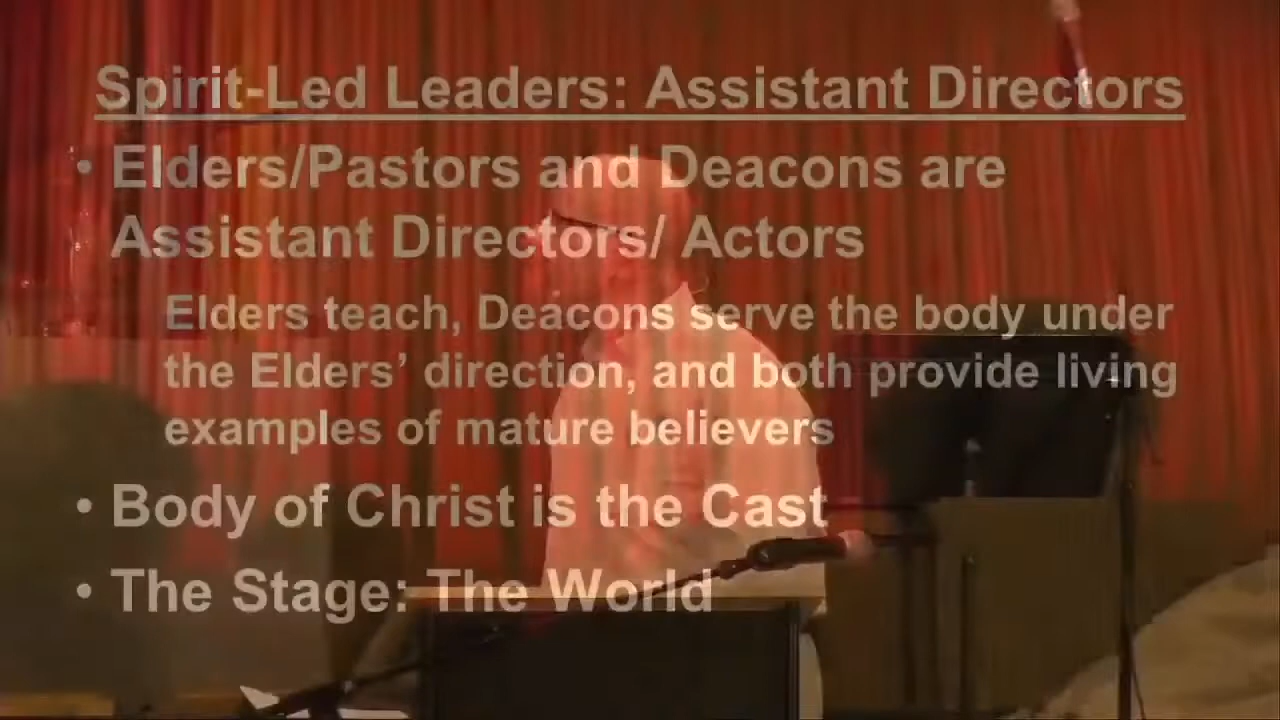 Spirit-Led Leaders: Assistant Directors
• Elders/Pastors and Deacons are
Assistant Directors/ Actors
Elders teach, Deacons serve the body under
the Elders’ direction, and both provide living
examples of mature believers
• Body of Christ is the Cast
• The Stage: The World